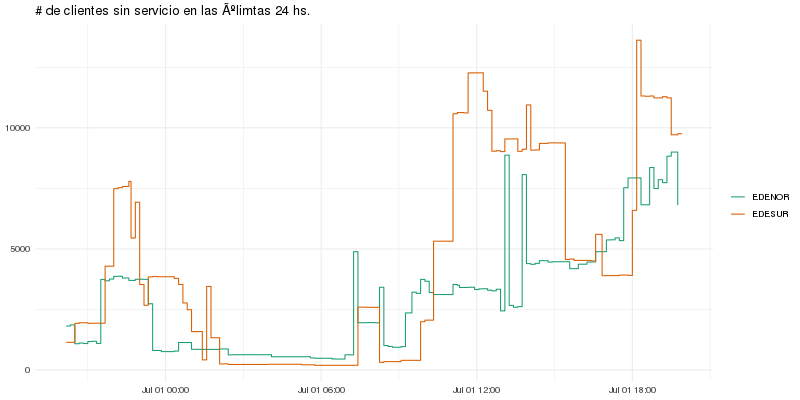 # de clientes sin servicio en las Ãºlimtas 24 hs.
10000
5000
0
Jul 01 00:00 Jul 01 06:00 Jul 01 12:00 Jul 01 18:00
EDENOR
EDESUR